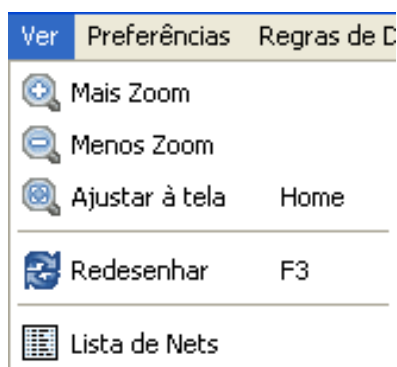 Ver Preferências Regras de D
Mais Zoom
Menos Zoom
Ajustar à tela Home
Redesenhar F3
Lista de Nets